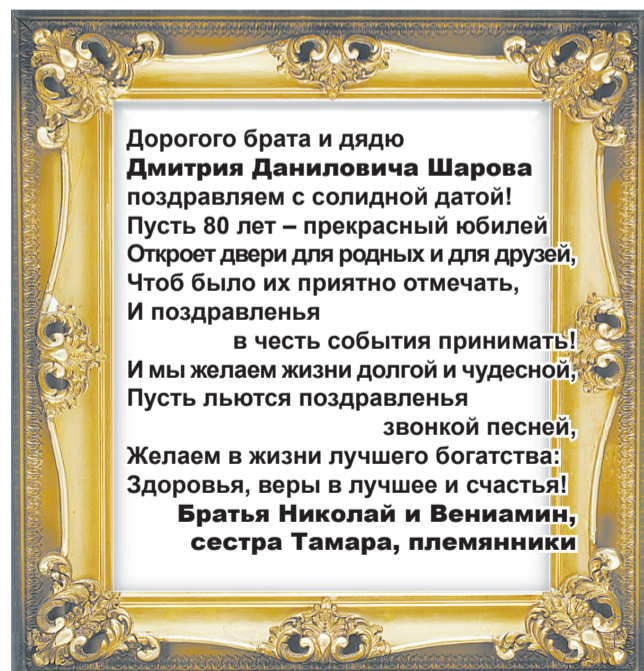 Дорогого брата и дядю
Дмитрия Даниловича Шарова
поздравляем с солидной датой!
Пусть 80 лет – прекрасный юбилей
Откроет двери для родных и для друзей,
Чтоб было их приятно отмечать,
И поздравленья
в честь события принимать!
И мы желаем жизни долгой и чудесной,
Пусть льются поздравленья
звонкой песней,
Желаем в жизни лучшего богатства:
Здоровья, веры в лучшее и счастья!
Братья Николай и Вениамин,
сестра Тамара, племянники